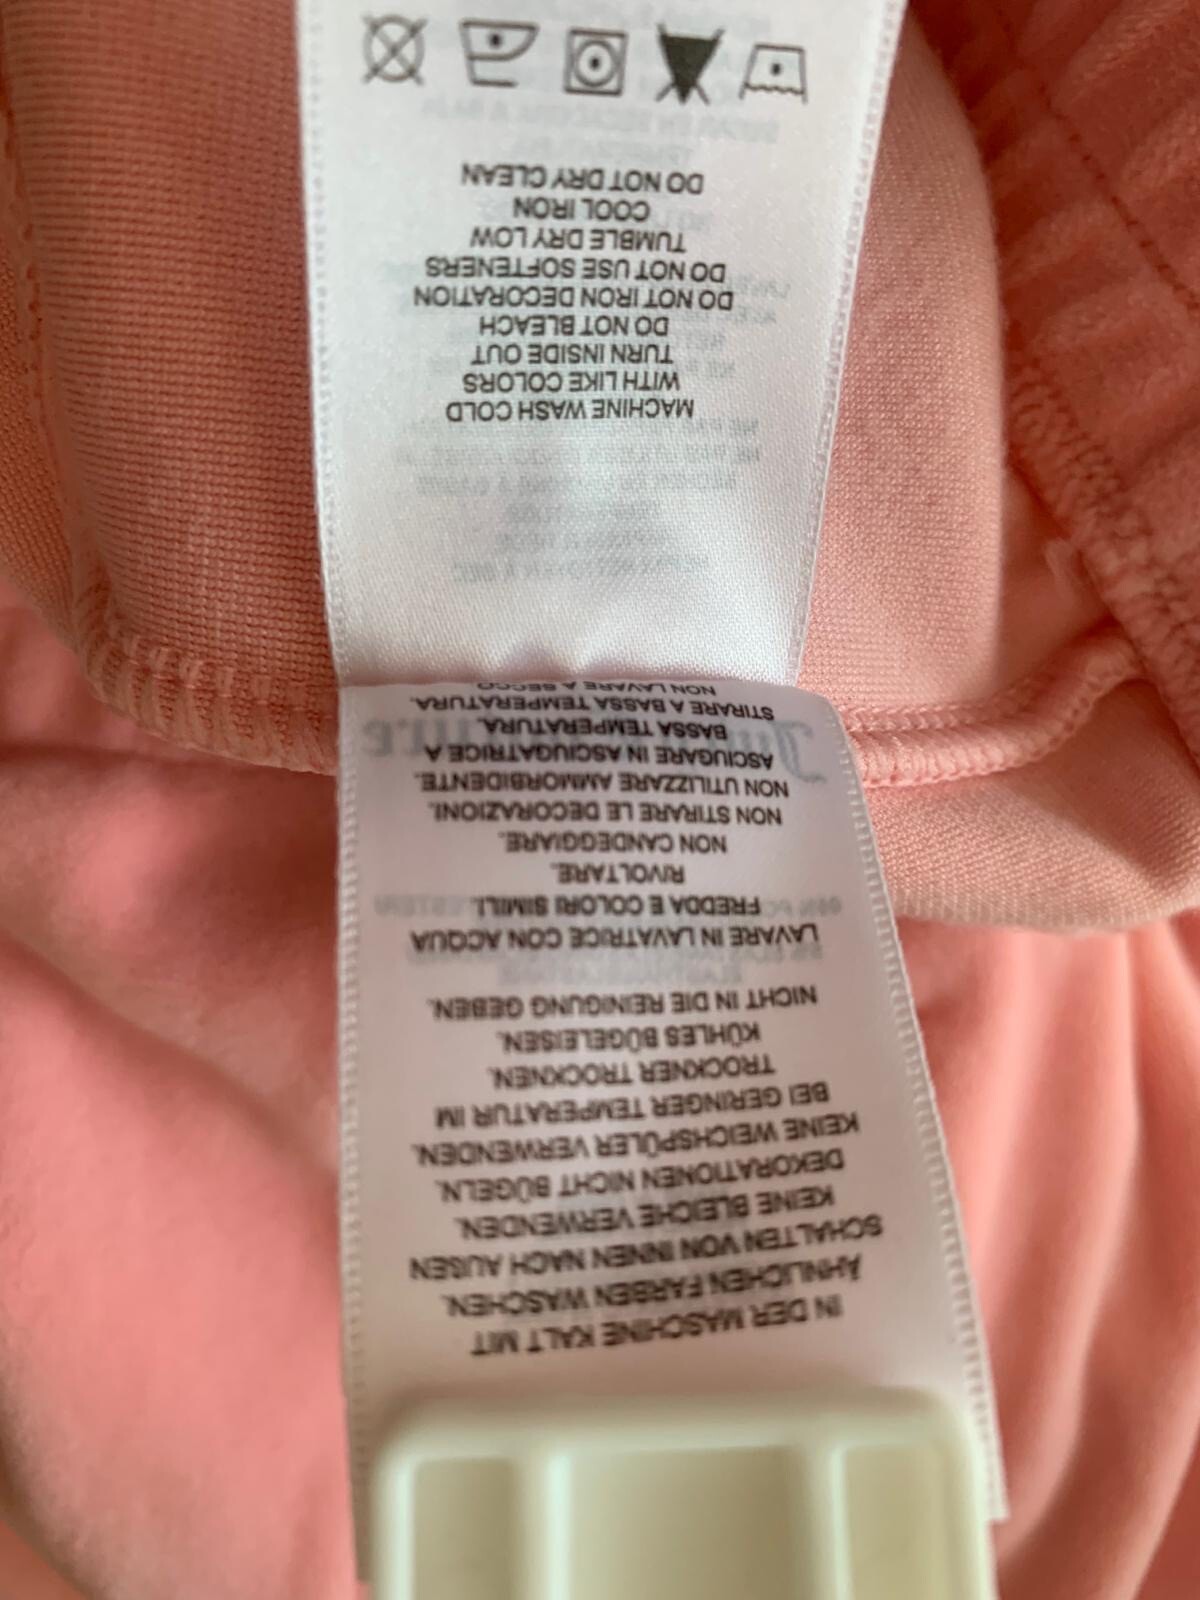 IN DER MASCHINE KALT MIT
ÄHNLICHEN FARBEN WASCHEN.
SCHALTEN VON INNEN NACH AUßEN
KEINE BLEICHE VERWENDEN.
DEKORATIONEN NICHT BÜGELN.
KEINE WEICHSPÜLER VERWENDEN.
BEI GERINGER TEMPERATUR IM
TROCKNER TROCKNEN.
KÜHLES BÜGELEISEN.
NICHT IN DIE REINIGUNG GEBEN.
LAVARE IN LAVATRICE CON ACQUA
FREDDA E COLORI SIMILI.
RIVOLTARE.
NON CANDEGGIARE.
NON STIRARE LE DECORAZIONI.
NON UTILIZZARE AMMORBIDENTE.
ASCIUGARE IN ASCIUGATRICE A
BASSA TEMPERATURA.
STIRARE A BASSA TEMPERATURA.
NON LAVARE A SECCO
MACHINE WASH COLD
WITH LIKE COLORS
TURN INSIDE OUT
DO NOT BLEACH
DO NOT IRON DECORATION
DO NOT USE SOFTENERS
TUMBLE DRY LOW
COOL IRON
DO NOT DRY CLEAN